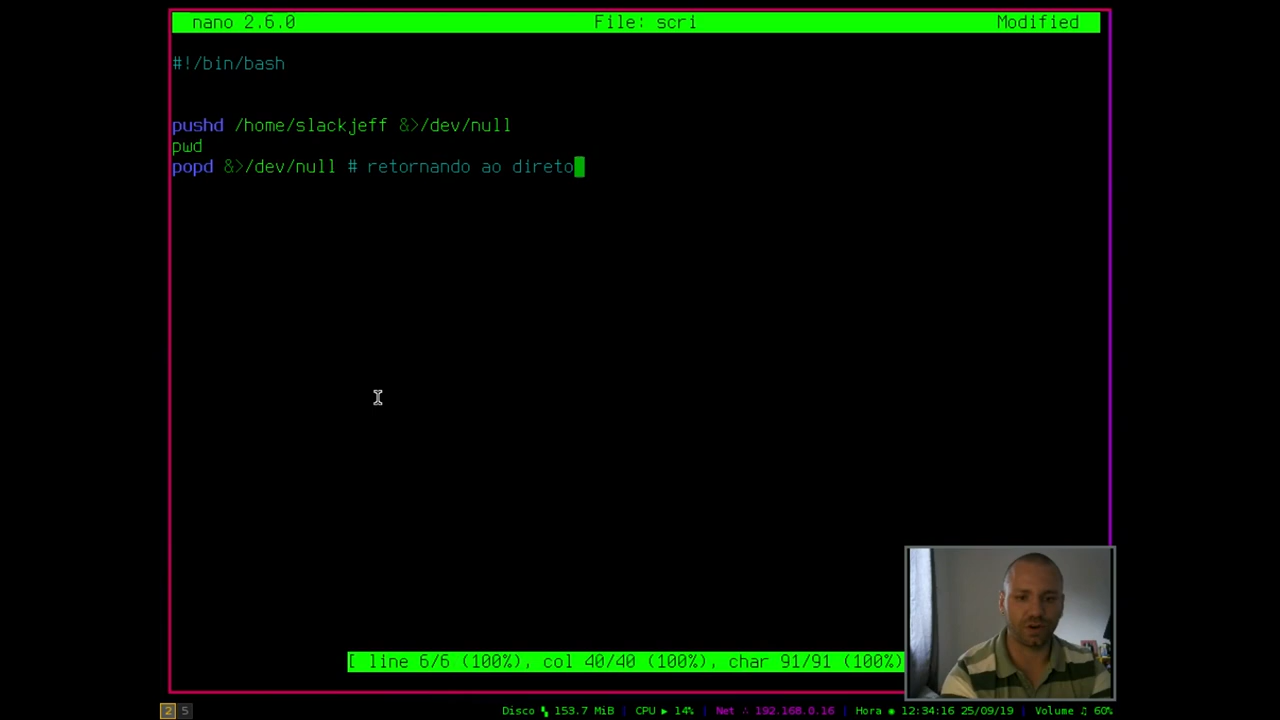 nano 2.6.0 File: scri Modified
#!/bin/bash
pushd /home/slackjeff &>/dev/null
pwd
popd &>/dev/null # retornando ao direto
[ line 6/6 (100%), col 40/40 (100%), char 91/91 (100%)
2 5 Disco 153.7 MiB | CPU ▶ 14% | Net ∴ 192.168.0.16 | Hora ◉ 12:34:16 25/09/19 | Volume ♫ 60%